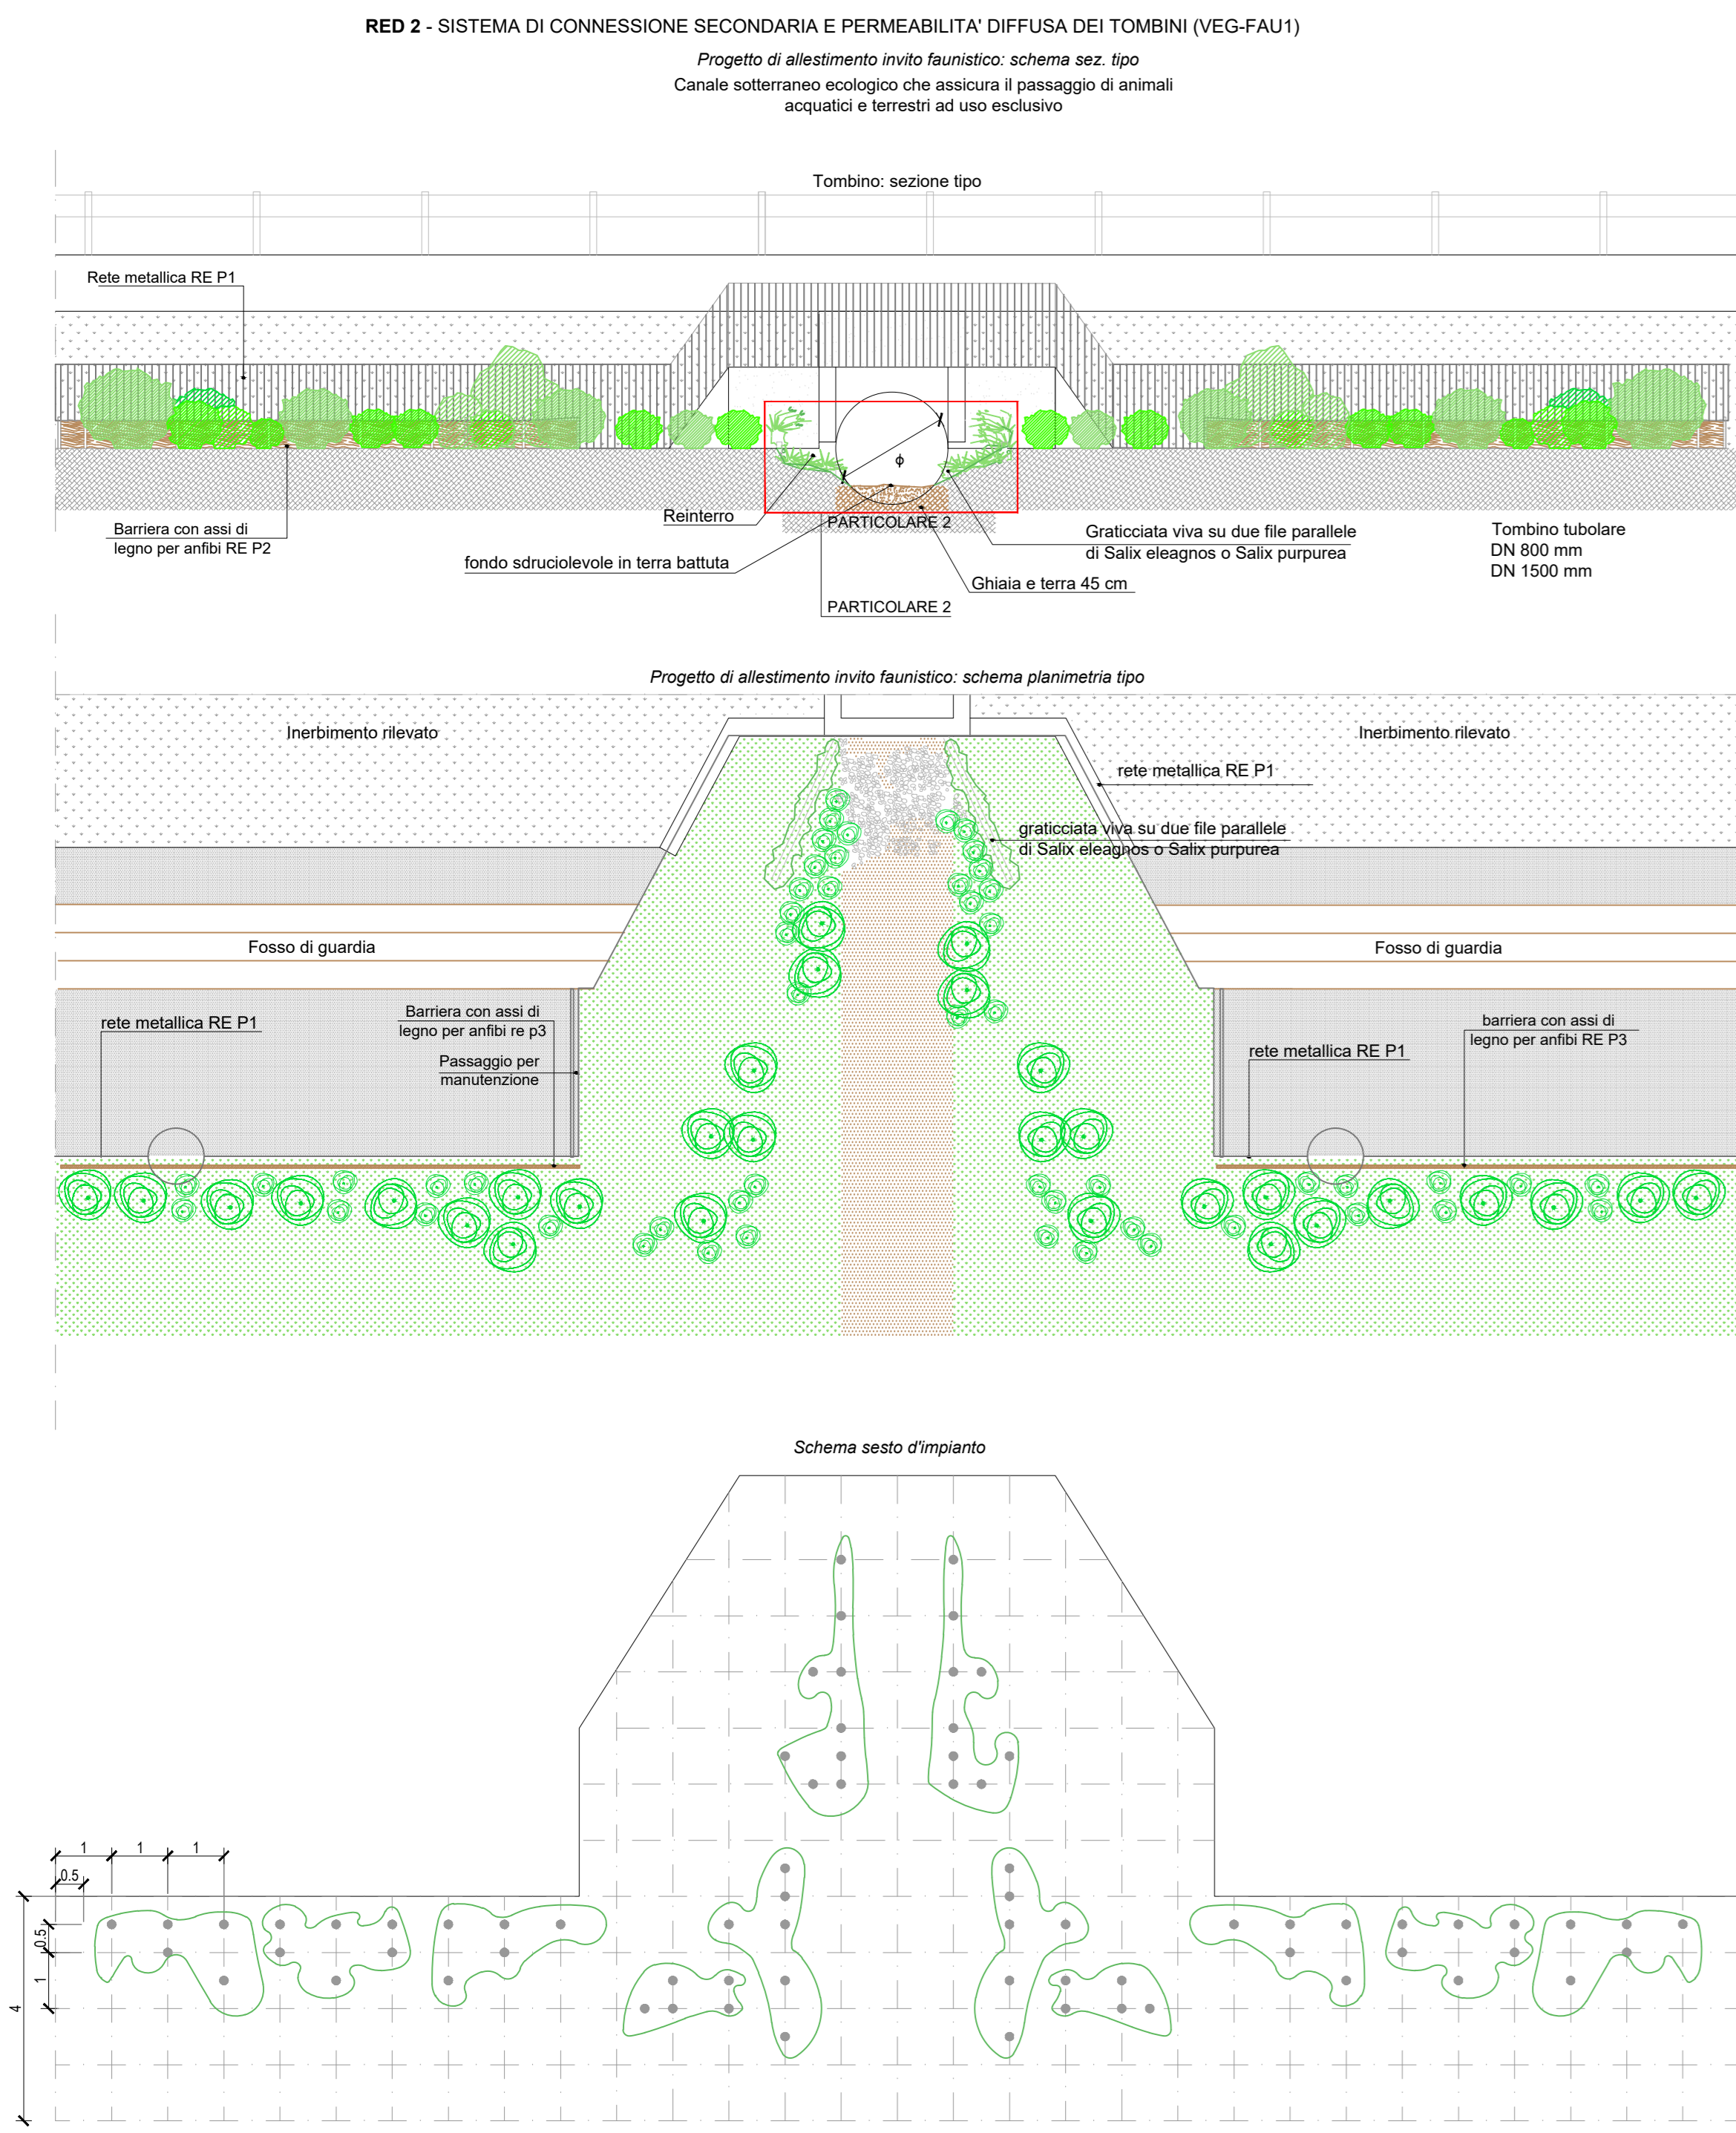 RED 2 - SISTEMA DI CONNESSIONE SECONDARIA E PERMEABILITA' DIFFUSA DEI TOMBINI (VEG-FAU1)
Progetto di allestimento invito faunistico: schema sez. tipo
Canale sotterraneo ecologico che assicura il passaggio di animali
acquatici e terrestri ad uso esclusivo
Tombino: sezione tipo
Rete metallica RE P1
ϕ
Reinterro
PARTICOLARE 2
Barriera con assi di
legno per anfibi RE P2
fondo sdruciolevole in terra battuta
Graticciata viva su due file parallele
di Salix eleagnos o Salix purpurea
Ghiaia e terra 45 cm
Tombino tubolare
DN 800 mm
DN 1500 mm
PARTICOLARE 2
Progetto di allestimento invito faunistico: schema planimetria tipo
Inerbimento rilevato
Inerbimento rilevato
rete metallica RE P1
graticciata viva su due file parallele
di Salix eleagnos o Salix purpurea
Fosso di guardia
Fosso di guardia
rete metallica RE P1
Barriera con assi di
legno per anfibi re p3
Passaggio per
manutenzione
rete metallica RE P1
barriera con assi di
legno per anfibi RE P3
Schema sesto d'impianto
1
1
1
0.5
0.5
1
4